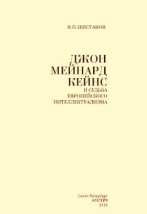 В. П. ШЕСТАКОВ
ДЖОН
МЕЙНАРД
КЕЙНС
И СУДЬБА
ЕВРОПЕЙСКОГО
ИНТЕЛЛЕКТУАЛИЗМА
Санкт-Петербург
АЛЕТЕЙЯ